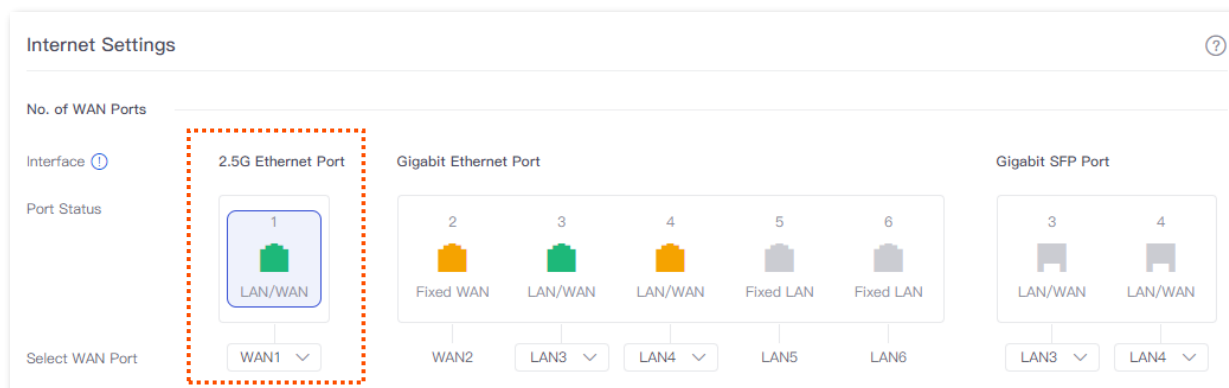 Internet Settings
No. of WAN Ports
Interface 2.5G Ethernet Port Gigabit Ethernet Port Gigabit SFP Port
Port Status
1 2 3 4 5 6 3 4
LAN/WAN Fixed WAN LAN/WAN LAN/WAN Fixed LAN Fixed LAN LAN/WAN LAN/WAN
Select WAN Port WAN1 WAN2 LAN3 LAN4 LAN5 LAN6 LAN3 LAN4